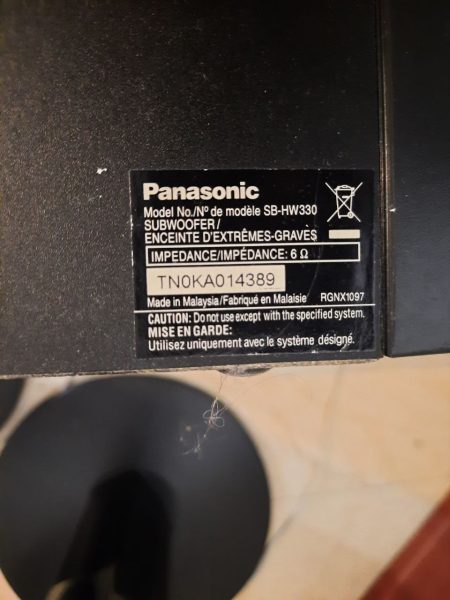 Panasonic
Model No./Nº de modèle SB-HW330
SUBWOOFER/
ENCEINTE D'EXTRÊMES-GRAVES
IMPEDANCE/IMPÉDANCE: 6 Ω
TN0KA014389
Made in Malaysia/Fabriqué en Malaisie RGNX1097
CAUTION: Do not use except with the specified system.
MISE EN GARDE:
Utilisez uniquement avec le système désigné.